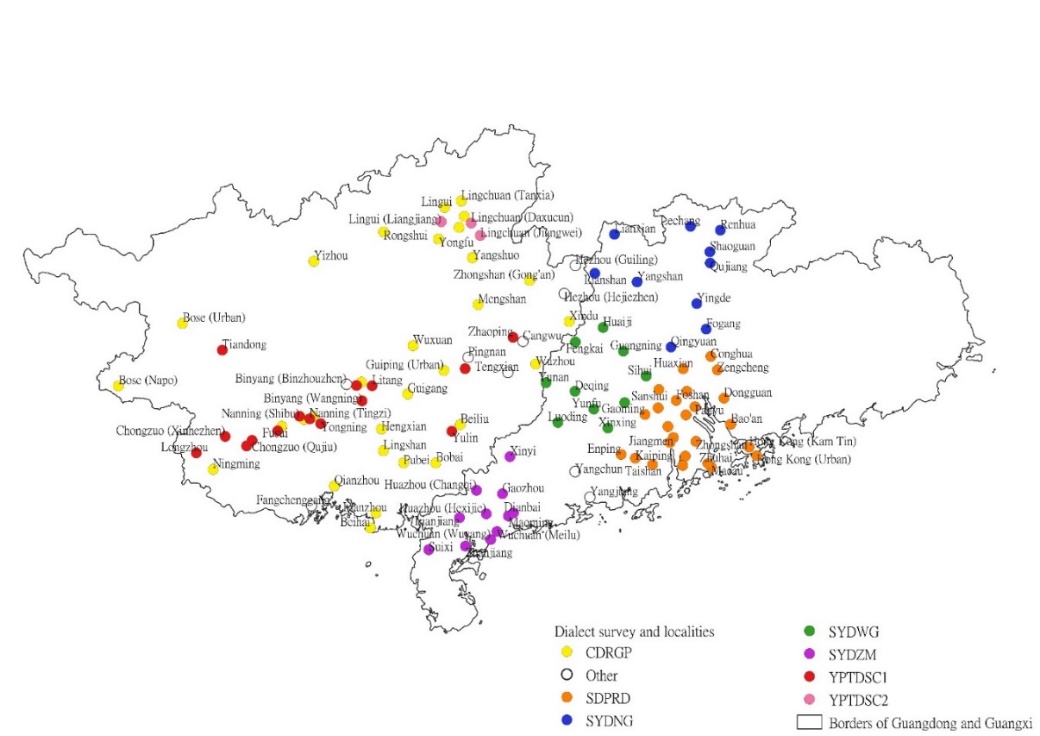 Lingchuan (Tanxia)
Lingui
Lingui (Liangjiang)
Lingchuan (Daxucun)
Lechang
Renhua
Rongshui
Lingchuan (Jiangwei)
Lianxian
Yongfu
Shaoguan
Yizhou
Yangshuo
Hezhou (Guiling)
Qujiang
Zhongshan (Gong'an)
Lianshan
Yangshan
Mengshan
Hezhou (Hejiezhen)
Yingde
Bose (Urban)
Xindu
Huaiji
Fogang
Zhaoping
Cangwu
Tiandong
Wuxuan
Fengkai
Guangning
Qingyuan
Pingnan
Conghua
Guiping (Urban)
Tengxian
Wuzhou
Sihui
Huaxian
Zengcheng
Bose (Napo)
Binyang (Binzhouzhen)
Litang
Yunan
Deqing
Guigang
Sanshui
Foshan
Dongguan
Binyang (Wangning)
Yunfu
Gaoming
Panyu
Nanning (Shibu)
Nanning (Tingzi)
Luoding
Xinxing
Bao'an
Chongzuo (Xinhezhen)
Fusui
Yongning
Hengxian
Beiliu
Yulin
Jiangmen
Zhongshan
Hong Kong (Kam Tin)
Longzhou
Chongzuo (Qujiu)
Lingshan
Xinyi
Enping
Kaiping
Zhuhai
Hong Kong (Urban)
Ningming
Pubei
Bobai
Yangchun
Taishan
Macau
Qianzhou
Huazhou (Changqi)
Gaozhou
Yangjiang
Fangchenggang
Huazhou (Hexijie)
Dianbai
Beihai
Maoming
Wuchuan (Wuyang)
Wuchuan (Meilu)
Suixi
Dialect survey and localities
CDRGP
Other
SDPRD
SYDNG
SYDWG
SYDZM
YPTDSC1
YPTDSC2
Borders of Guangdong and Guangxi